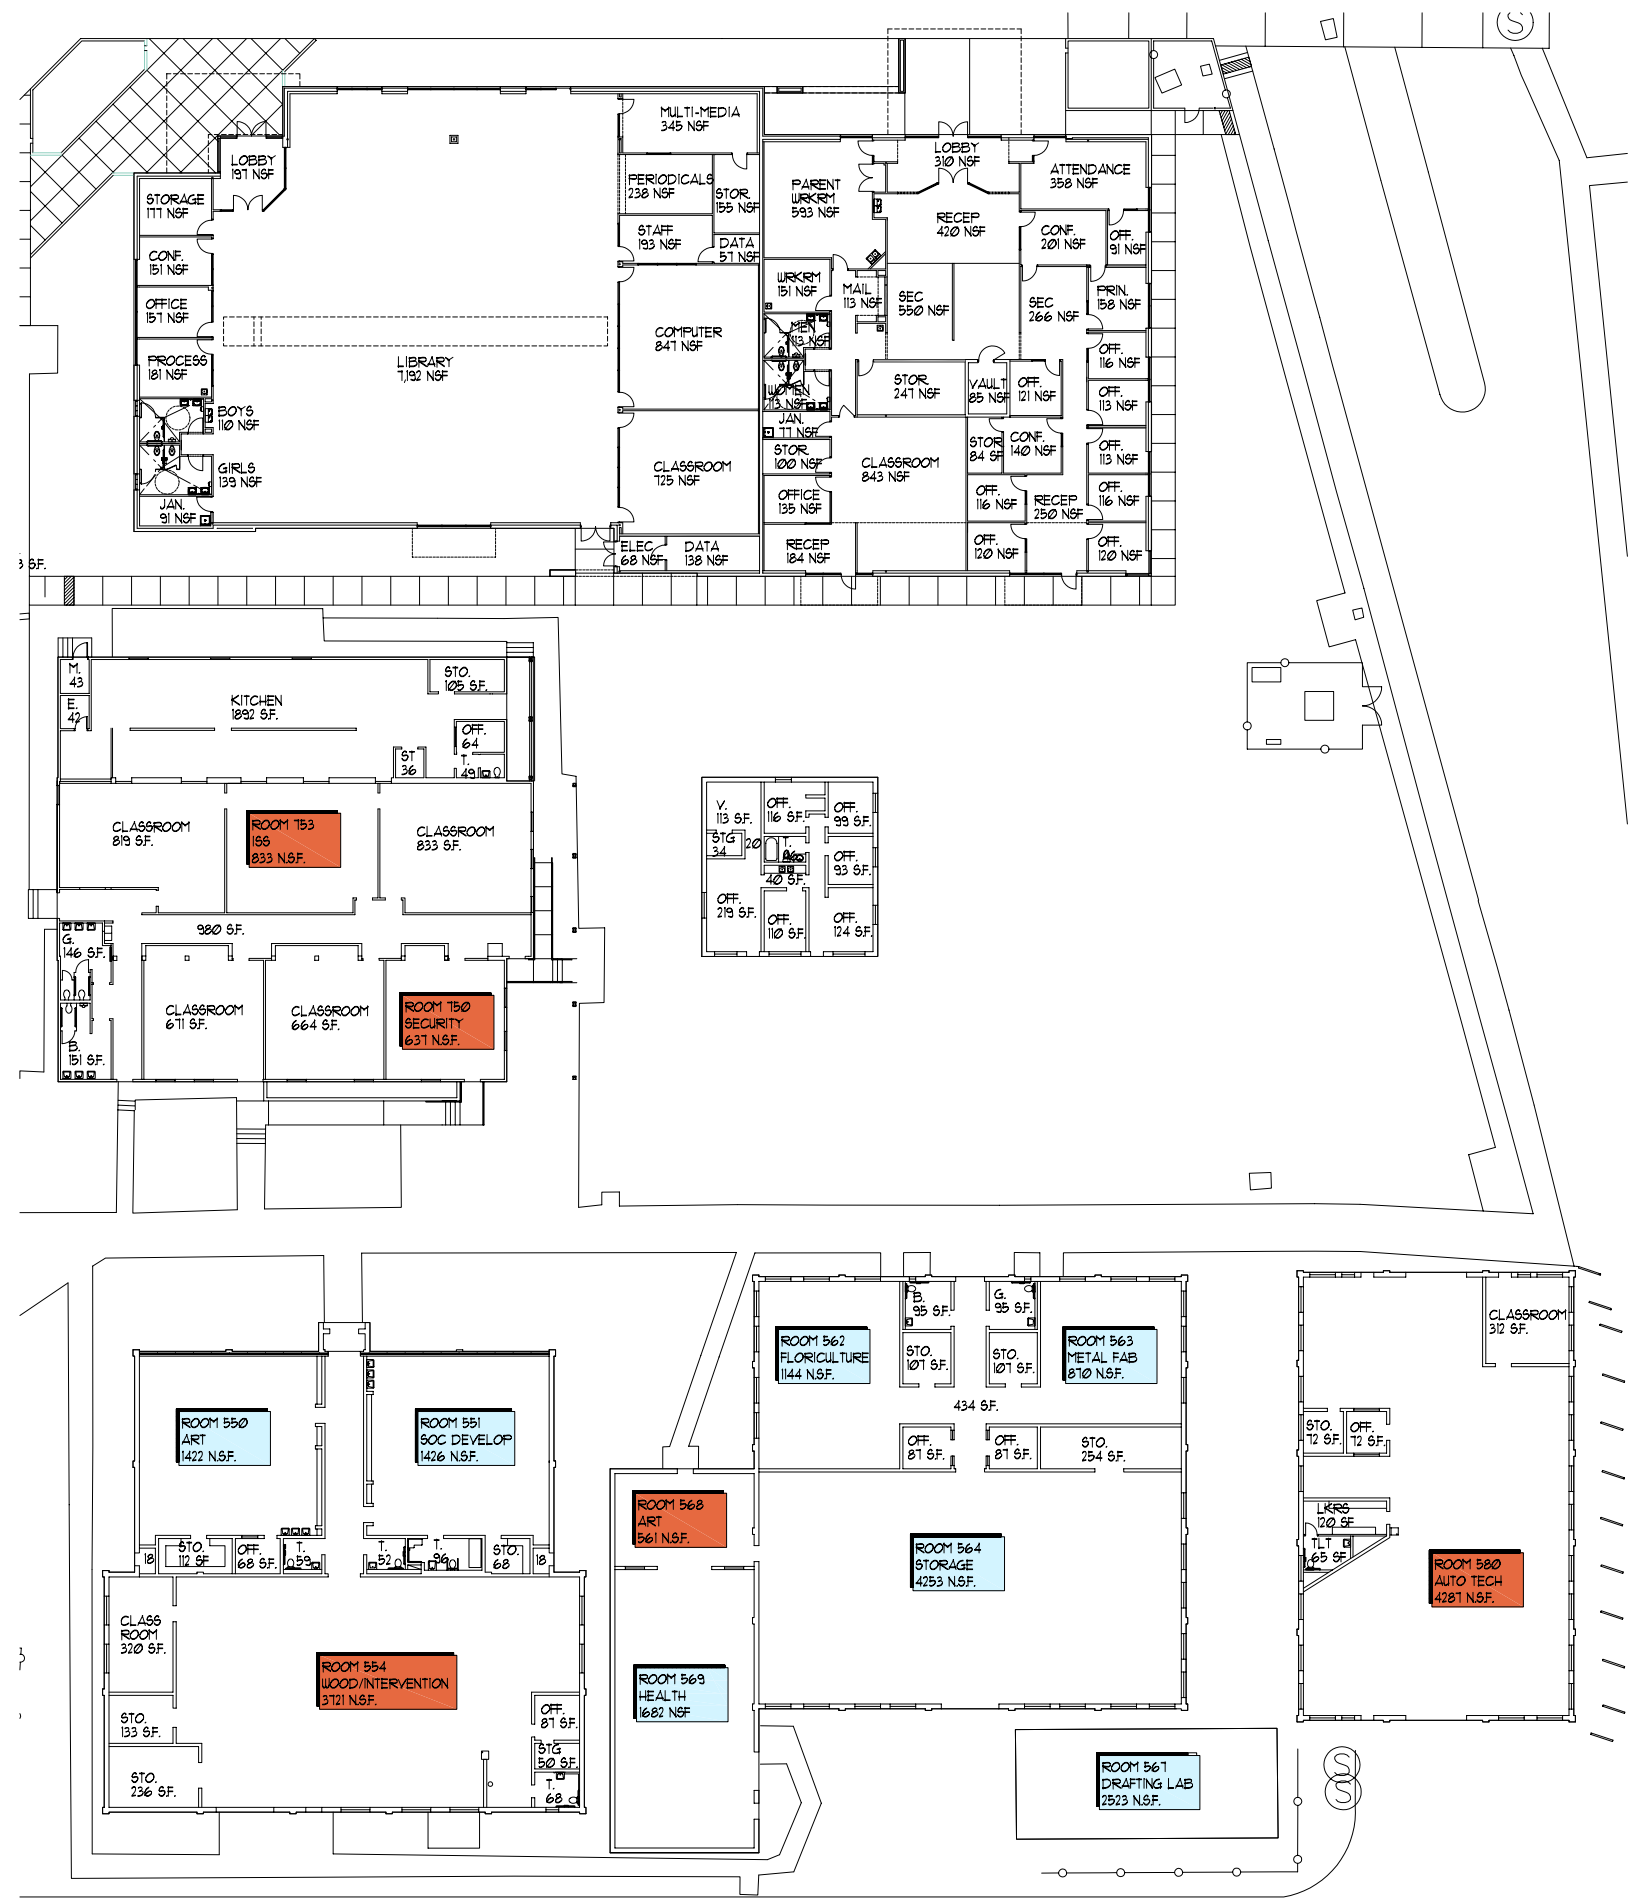 S
MULTI-MEDIA
345 NSF
LOBBY
197 NSF
PERIODICALS
238 NSF
STOR
155 NSF
STORAGE
177 NSF
STAFF
193 NSF
DATA
57 NSF
CONF.
151 NSF
OFFICE
157 NSF
COMPUTER
847 NSF
PROCESS
181 NSF
LIBRARY
7,192 NSF
BOYS
110 NSF
GIRLS
139 NSF
CLASSROOM
725 NSF
JAN.
91 NSF
ELEC
68 NSF
DATA
138 NSF
LOBBY
310 NSF
ATTENDANCE
358 NSF
PARENT
WRKRM
593 NSF
RECEP
420 NSF
CONF.
201 NSF
OFF.
91 NSF
WRKRM
151 NSF
MAIL
113 NSF
SEC
550 NSF
SEC
266 NSF
PRIN.
158 NSF
MEN
113 NSF
OFF.
116 NSF
WOMEN
113 NSF
STOR
247 NSF
VAULT
85 NSF
OFF.
121 NSF
OFF.
113 NSF
JAN.
77 NSF
STOR
84 SF
CONF.
140 NSF
OFF.
113 NSF
STOR
100 NSF
CLASSROOM
843 NSF
OFFICE
135 NSF
OFF.
116 NSF
RECEP
250 NSF
OFF.
116 NSF
RECEP
184 NSF
OFF.
120 NSF
OFF.
120 NSF
3 S.F.
M.
43
STO.
105 S.F.
E.
42
KITCHEN
1892 S.F.
OFF.
64
ST
36
T.
49
CLASSROOM
819 S.F.
ROOM 753
ISS
833 N.S.F.
CLASSROOM
833 S.F.
980 S.F.
G.
146 S.F.
CLASSROOM
671 S.F.
CLASSROOM
664 S.F.
ROOM 750
SECURITY
637 N.S.F.
B.
151 S.F.
V.
113 S.F.
OFF.
116 S.F.
OFF.
99 S.F.
STG
34
20
T.
OFF.
93 S.F.
40 S.F.
OFF.
219 S.F.
OFF.
110 S.F.
OFF.
124 S.F.
B.
95 S.F.
G.
95 S.F.
CLASSROOM
312 S.F.
ROOM 562
FLORICULTURE
1144 N.S.F.
STO.
107 S.F.
STO.
107 S.F.
ROOM 563
METAL FAB
870 N.S.F.
434 S.F.
ROOM 550
ART
1422 N.S.F.
ROOM 551
SOC DEVELOP
1426 N.S.F.
OFF.
87 S.F.
OFF.
87 S.F.
STO.
254 S.F.
STO.
72 S.F.
OFF.
72 S.F.
ROOM 568
ART
561 N.S.F.
LKRS
120 SF
TLT
65 SF
18
STO.
112 SF
OFF.
68 S.F.
T.
59
T.
52
T.
96
STO.
68
18
ROOM 564
STORAGE
4253 N.S.F.
ROOM 580
AUTO TECH
4287 N.S.F.
CLASS
ROOM
320 S.F.
ROOM 554
WOOD/INTERVENTION
3721 N.S.F.
ROOM 569
HEALTH
1682 NSF
STO.
133 S.F.
OFF.
87 S.F.
STG
50 S.F.
STO.
236 S.F.
T.
68
ROOM 567
DRAFTING LAB
2523 N.S.F.
S
S